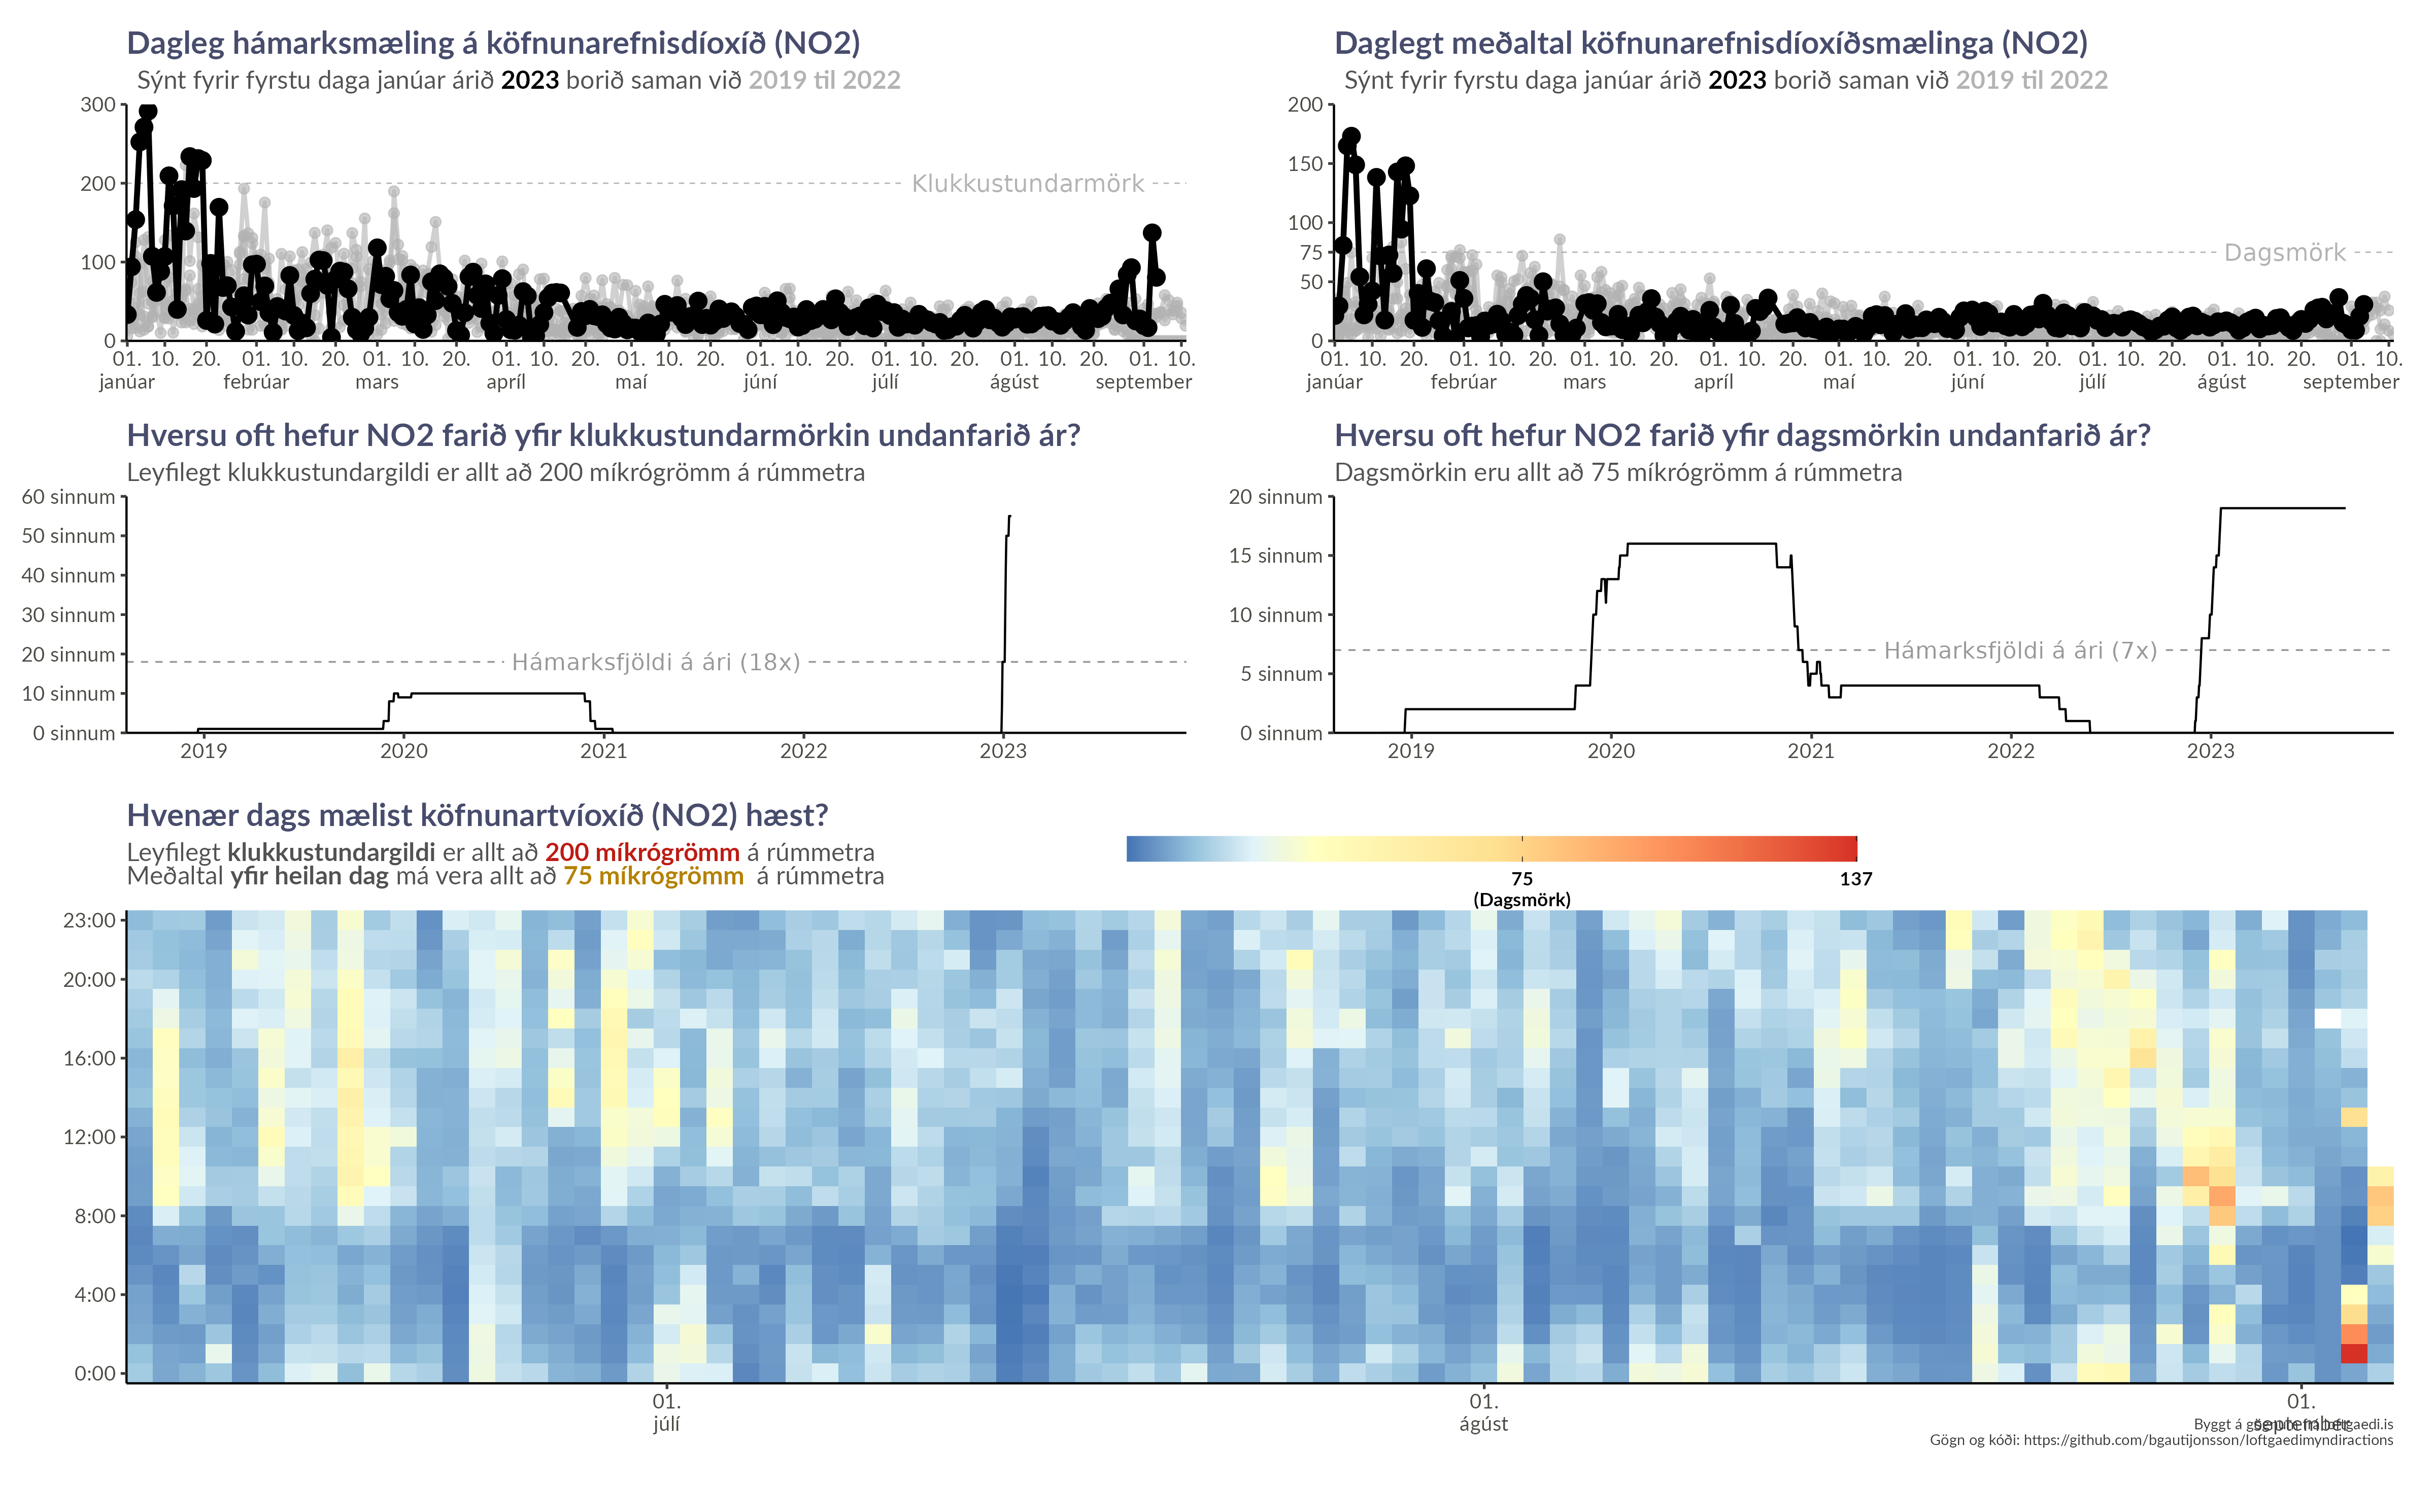 Dagleg hámarksmæling á köfnunarefnisdíoxíð (NO2)
Sýnt fyrir fyrstu daga janúar árið 2023 borið saman við 2019 til 2022
300
200
100
0
Klukkustundarmörk
01. 10. 20. 01. 10. 20. 01. 10. 20. 01. 10. 20. 01. 10. 20. 01. 10. 20. 01. 10. 20. 01. 10. 20. 01. 10.
janúar febrúar mars apríl maí júní júlí ágúst september
Daglegt meðaltal köfnunarefnisdíoxíðsmælinga (NO2)
Sýnt fyrir fyrstu daga janúar árið 2023 borið saman við 2019 til 2022
200
150
100
75
50
0
Dagsmörk
01. 10. 20. 01. 10. 20. 01. 10. 20. 01. 10. 20. 01. 10. 20. 01. 10. 20. 01. 10. 20. 01. 10. 20. 01. 10.
janúar febrúar mars apríl maí júní júlí ágúst september
Hversu oft hefur NO2 farið yfir klukkustundarmörkin undanfarið ár?
Leyfilegt klukkustundargildi er allt að 200 míkrógrömm á rúmmetra
60 sinnum
50 sinnum
40 sinnum
30 sinnum
20 sinnum
10 sinnum
0 sinnum
Hámarksfjöldi á ári (18x)
2019 2020 2021 2022 2023
Hversu oft hefur NO2 farið yfir dagsmörkin undanfarið ár?
Dagsmörkin eru allt að 75 míkrógrömm á rúmmetra
20 sinnum
15 sinnum
10 sinnum
5 sinnum
0 sinnum
Hámarksfjöldi á ári (7x)
2019 2020 2021 2022 2023
Hvenær dags mælist köfnunartvíoxíð (NO2) hæst?
Leyfilegt klukkustundargildi er allt að 200 míkrógrömm á rúmmetra
Meðaltal yfir heilan dag má vera allt að 75 míkrógrömm á rúmmetra
75 137
(Dagsmörk)
23:00
20:00
16:00
12:00
8:00
4:00
0:00
01. 01. 01.
júlí ágúst september
Byggt á gögnum frá loftgaedi.is
Gögn og kóði: https://github.com/bgautijonsson/loftgaedimyndiractions